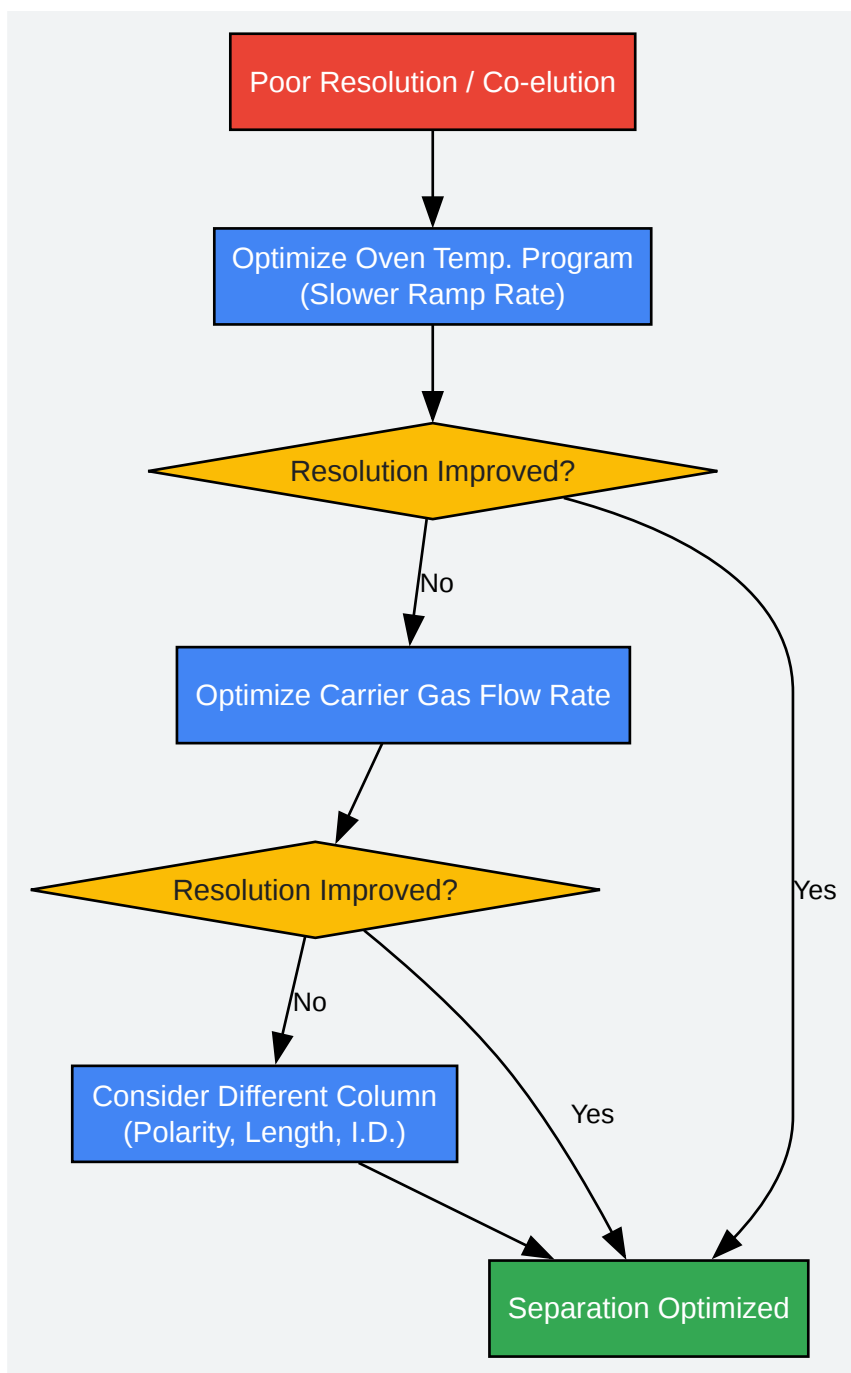 Poor Resolution / Co-elution
Optimize Oven Temp. Program
(Slower Ramp Rate)
Resolution Improved?
No
Optimize Carrier Gas Flow Rate
Resolution Improved?
Yes
No
Consider Different Column
(Polarity, Length, I.D.)
Yes
Separation Optimized